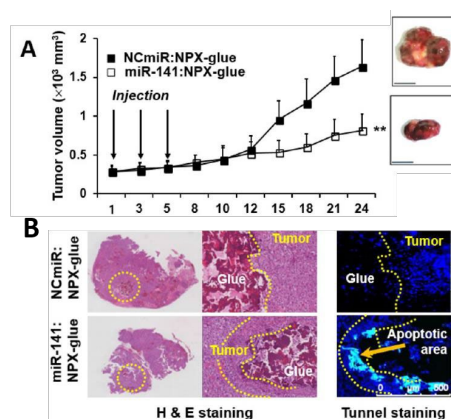 A
Tumor volume (×10³ mm³)
2
1.5
1
0.5
0
NCmiR:NPX-glue
miR-141:NPX-glue
Injection
**
1 3 5 8 10 12 15 18 21 24
B
NCmiR:
NPX-glue
Tumor
Glue
Tumor
Glue
miR-141:
NPX-glue
Tumor
Glue
Apoptotic
area
H & E staining
Tunnel staining